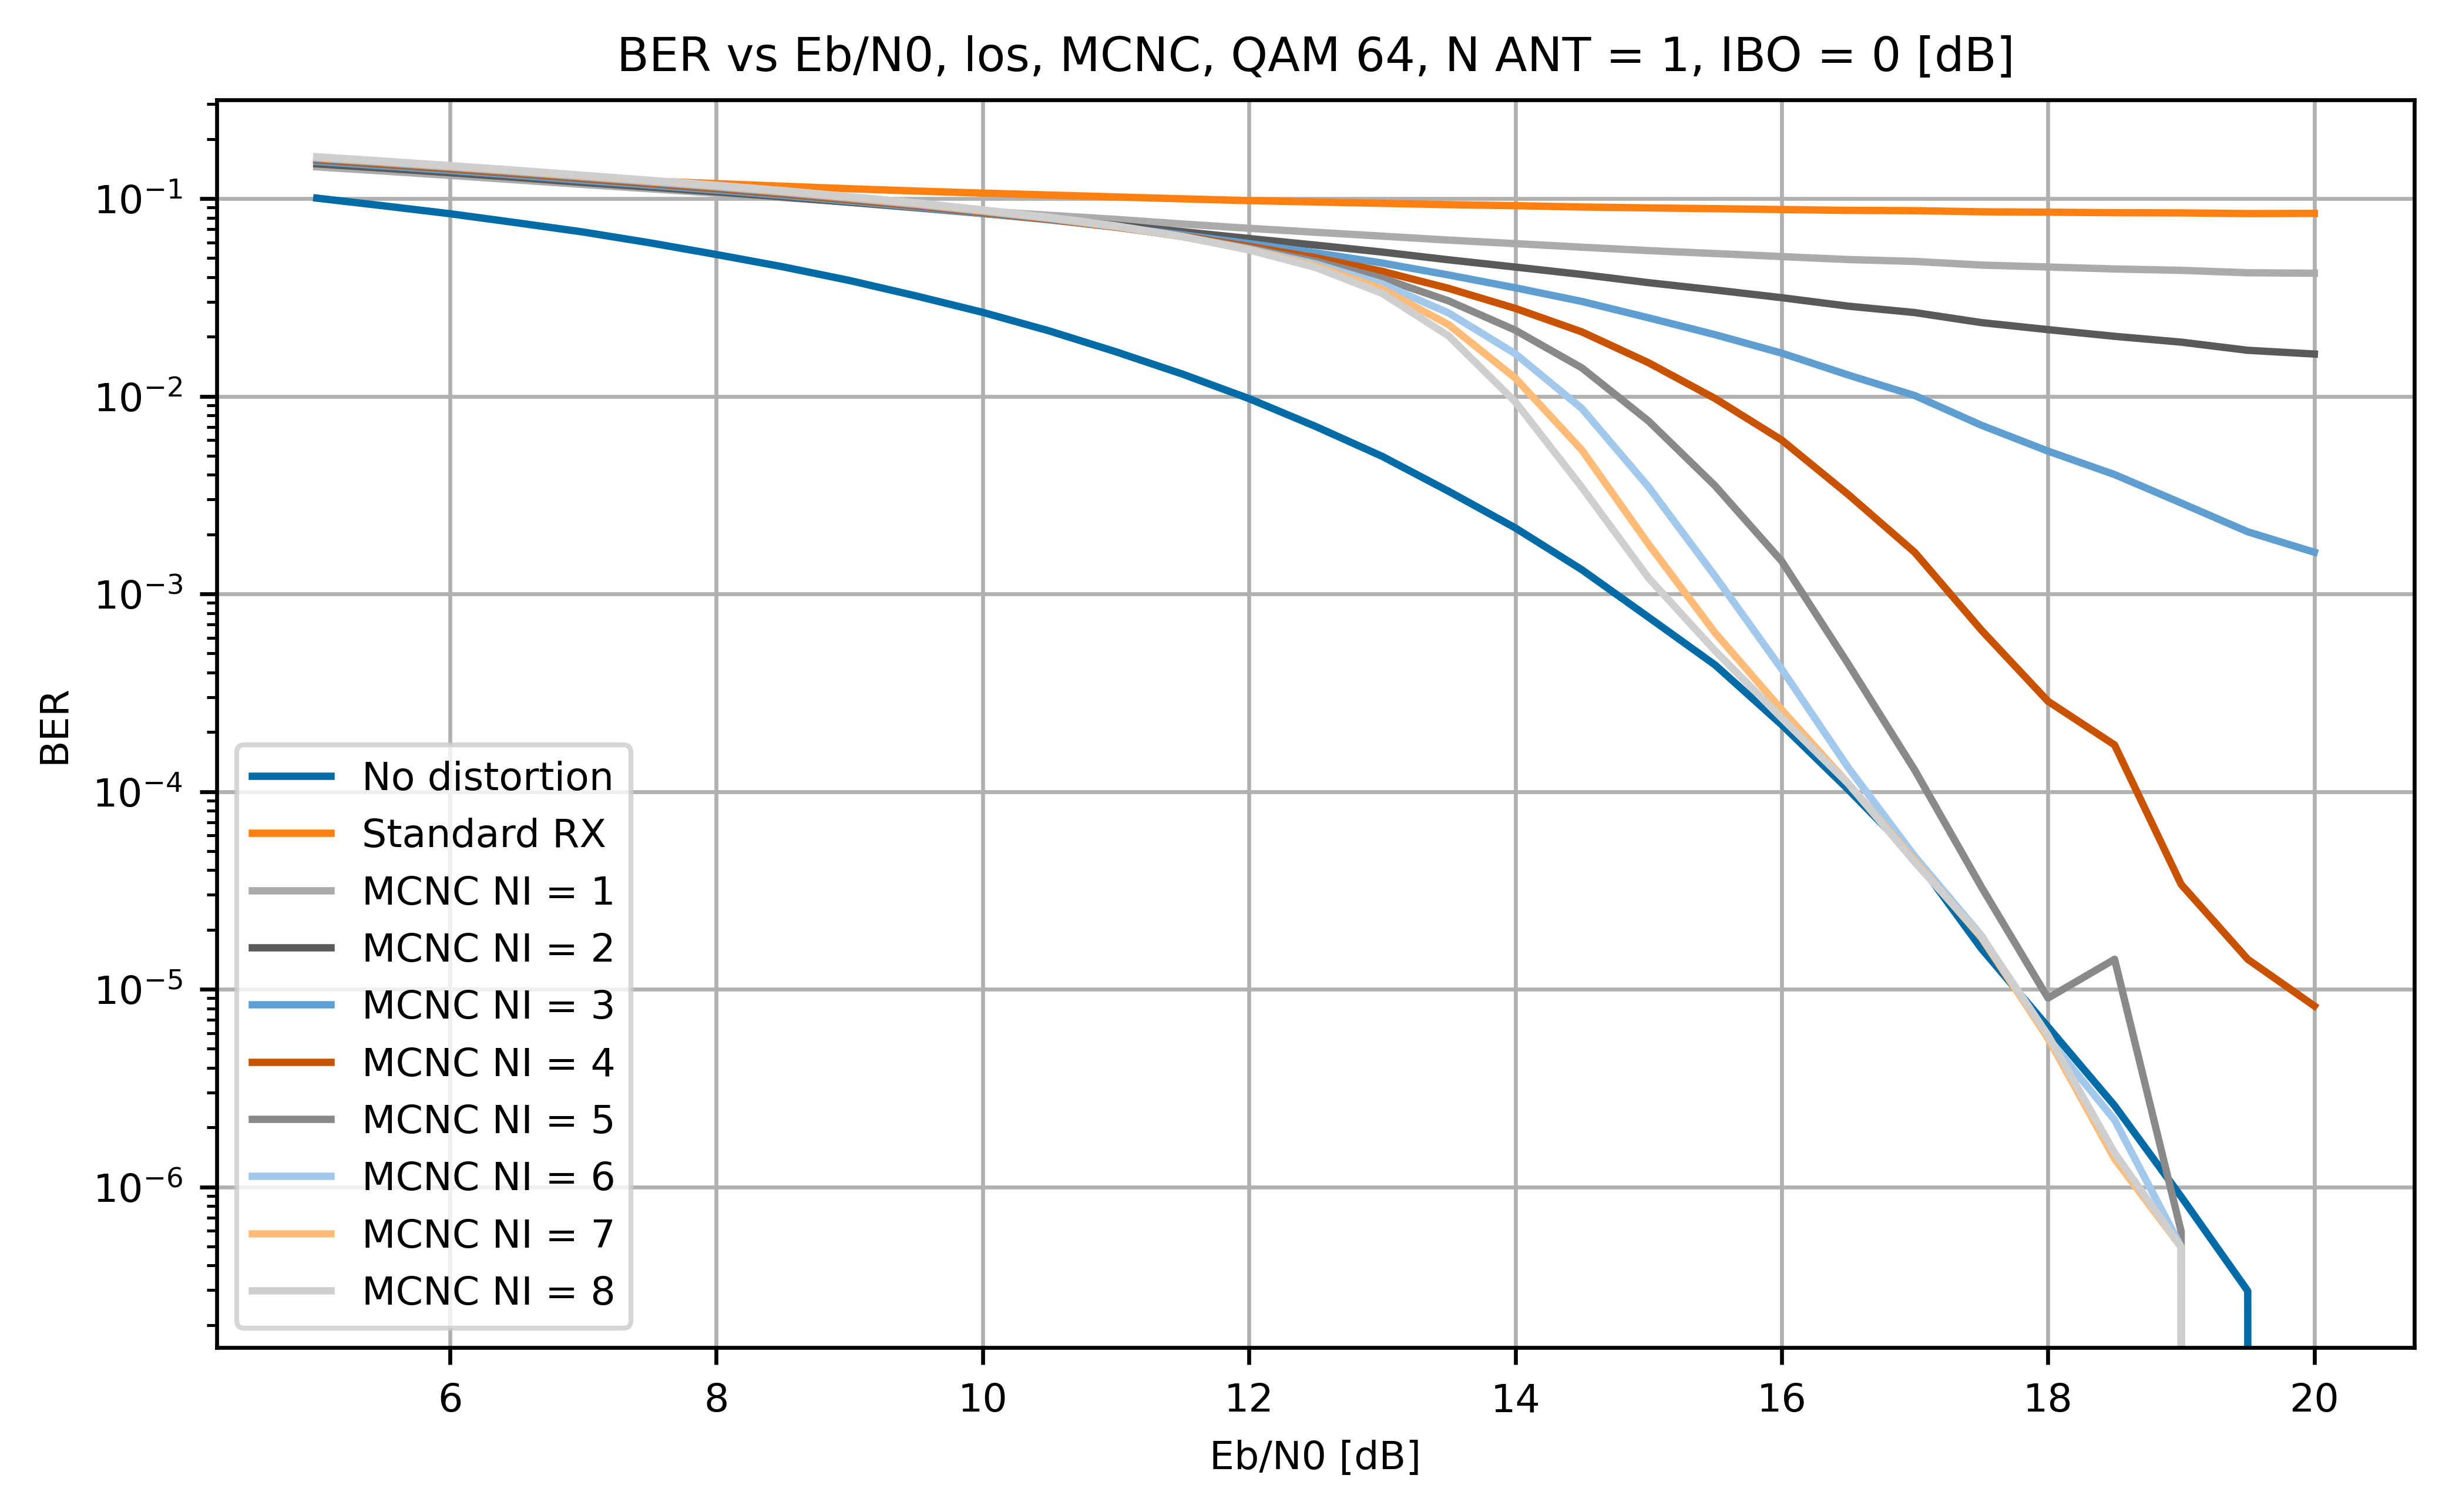 BER vs Eb/N0, los, MCNC, QAM 64, N ANT = 1, IBO = 0 [dB]
10⁻¹
10⁻²
10⁻³
10⁻⁴
10⁻⁵
10⁻⁶
BER
No distortion
Standard RX
MCNC NI = 1
MCNC NI = 2
MCNC NI = 3
MCNC NI = 4
MCNC NI = 5
MCNC NI = 6
MCNC NI = 7
MCNC NI = 8
6 8 10 12 14 16 18 20
Eb/N0 [dB]